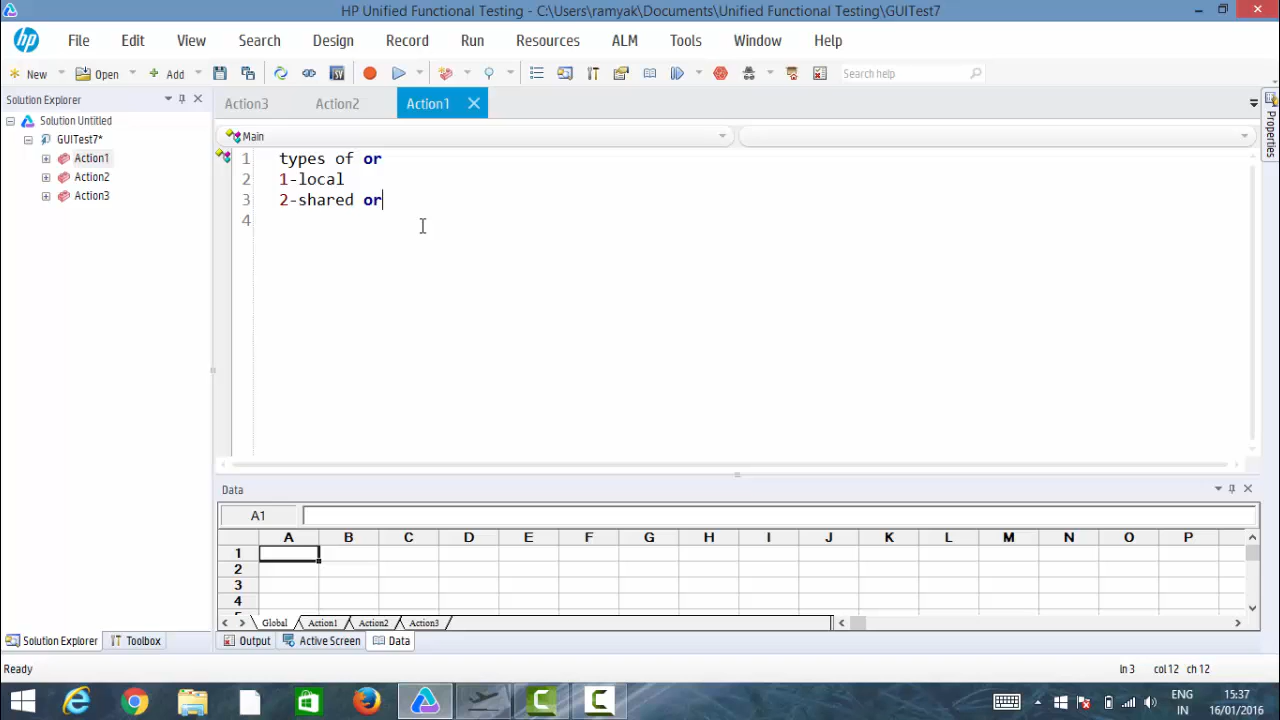 HP Unified Functional Testing - C:\Users\ramyak\Documents\Unified Functional Testing\GUITest7
hp File Edit View Search Design Record Run Resources ALM Tools Window Help
New Open Add Search help
Solution Explorer
Solution Untitled
GUITest7*
Action1
Action2
Action3
Action3 Action2 Action1
Main
1 types of or
2 1-local
3 2-shared or
4
Properties
Data
A1
A B C D E F G H I J K L M N O P
1
2
3
4
Global Action1 Action2 Action3
Solution Explorer Toolbox Output Active Screen Data
Ready ln 3 col 12 ch 12
ENG 15:37
IN 16/01/2016